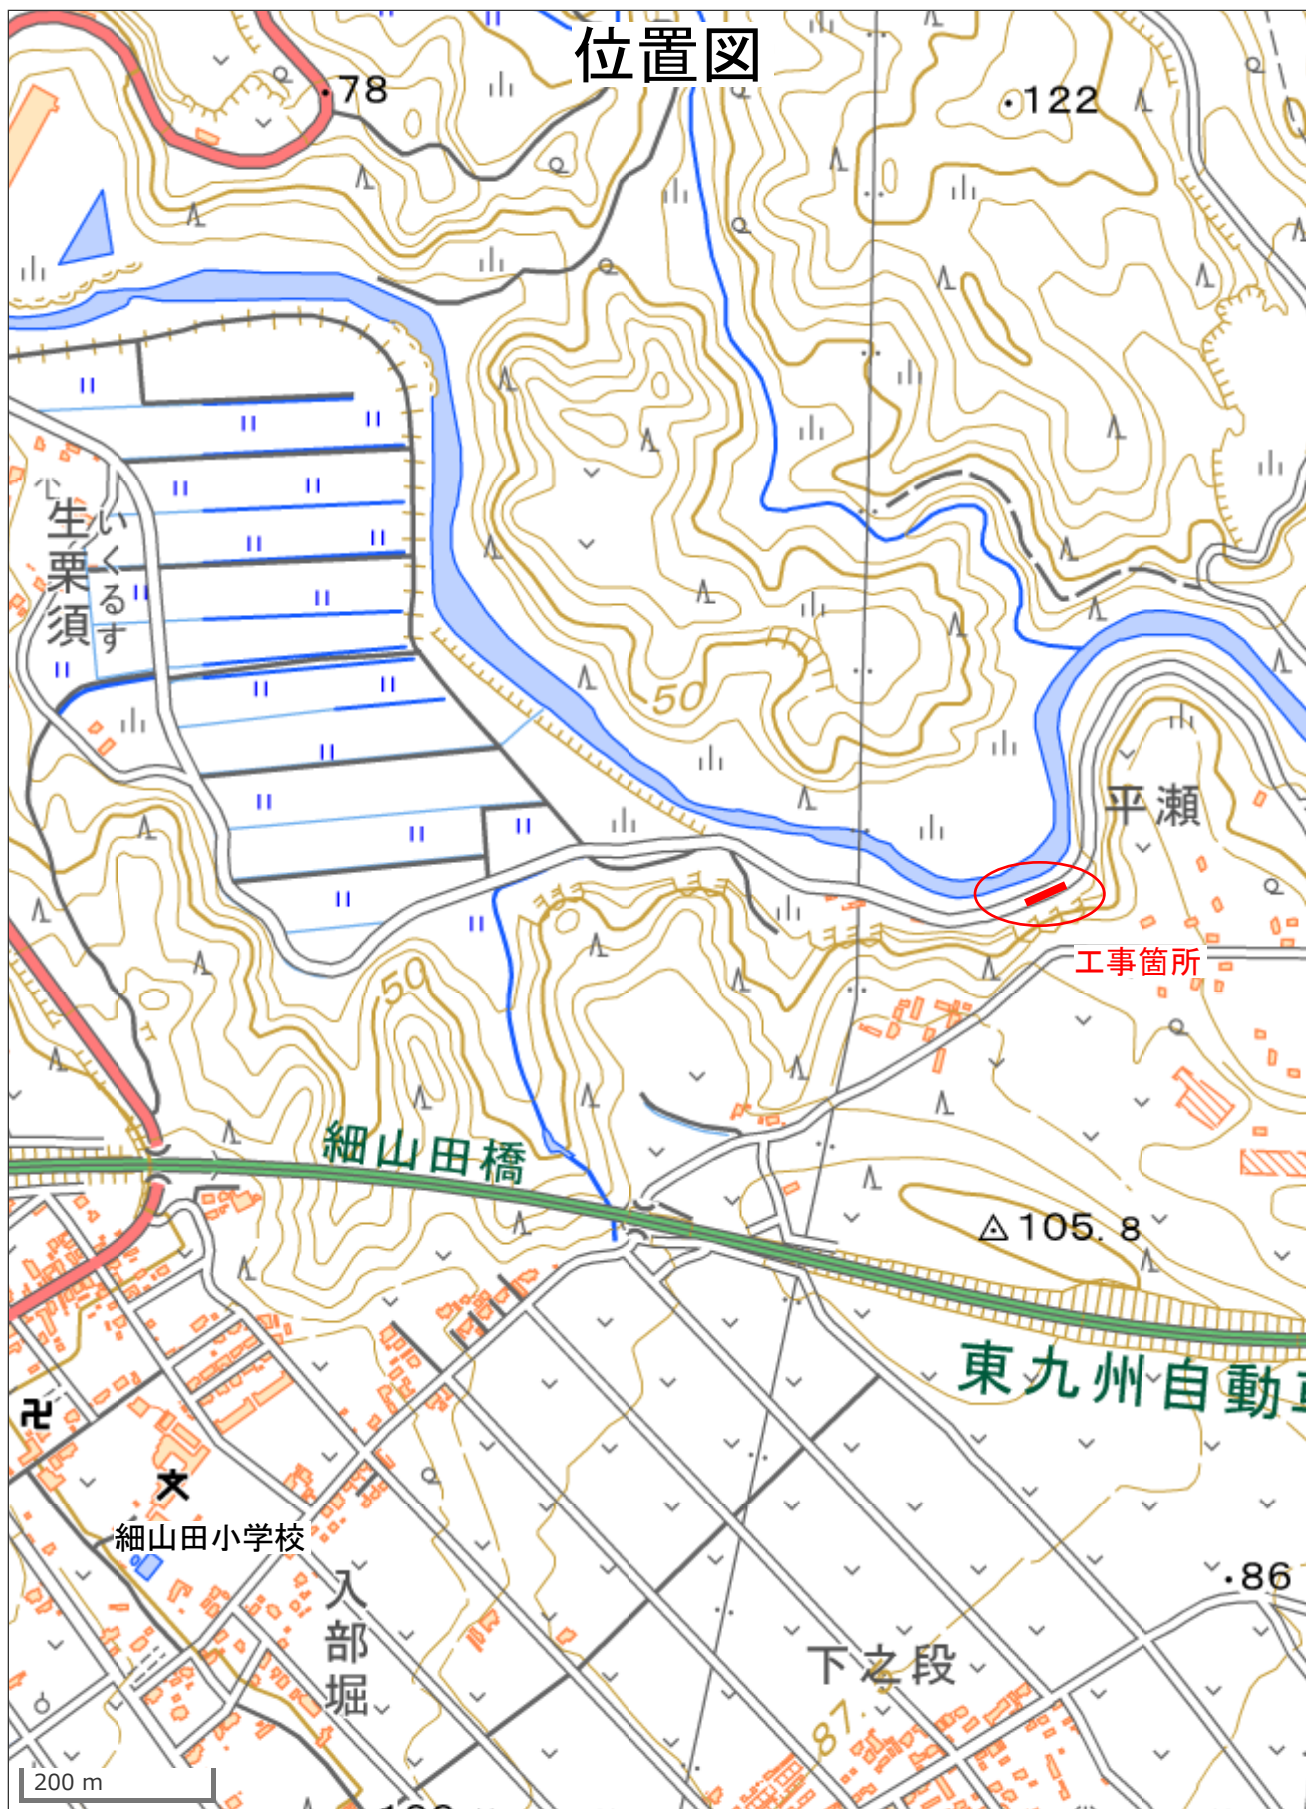 位置図
78
122
生栗須
いくるす
50
平瀬
工事箇所
50
細山田橋
105.8
東九州自動
細山田小学校
86
入部堀
下之段
87.
200 m